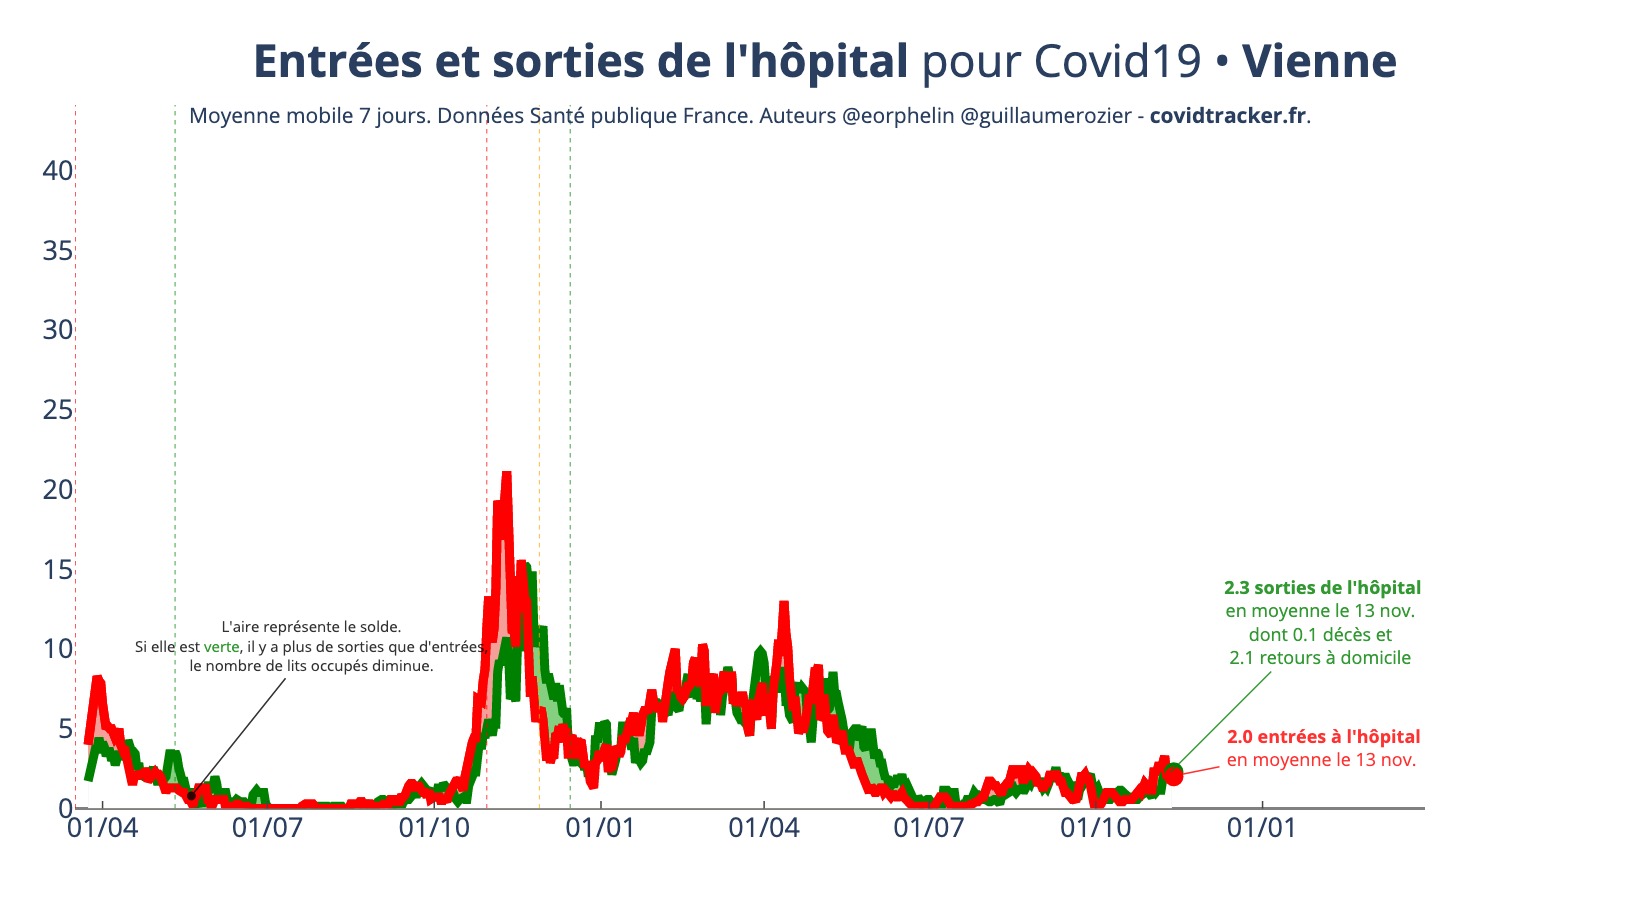 Entrées et sorties de l'hôpital pour Covid19 • Vienne
Moyenne mobile 7 jours. Données Santé publique France. Auteurs @eorphelin @guillaumerozier - covidtracker.fr.
40
35
30
25
20
15
10
5
0
L'aire représente le solde.
Si elle est verte, il y a plus de sorties que d'entrées,
le nombre de lits occupés diminue.
2.3 sorties de l'hôpital
en moyenne le 13 nov.
dont 0.1 décès et
2.1 retours à domicile
2.0 entrées à l'hôpital
en moyenne le 13 nov.
01/04 01/07 01/10 01/01 01/04 01/07 01/10 01/01